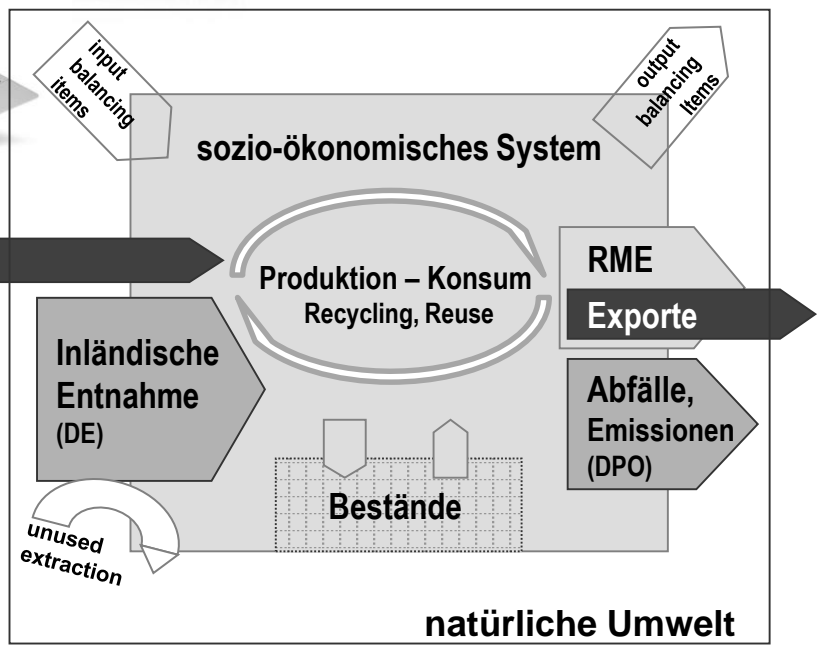 input
balancing
items
output
balancing
Items
sozio-ökonomisches System
Produktion – Konsum
Recycling, Reuse
RME
Exporte
Inländische
Entnahme
(DE)
Abfälle,
Emissionen
(DPO)
Bestände
unused
extraction
natürliche Umwelt